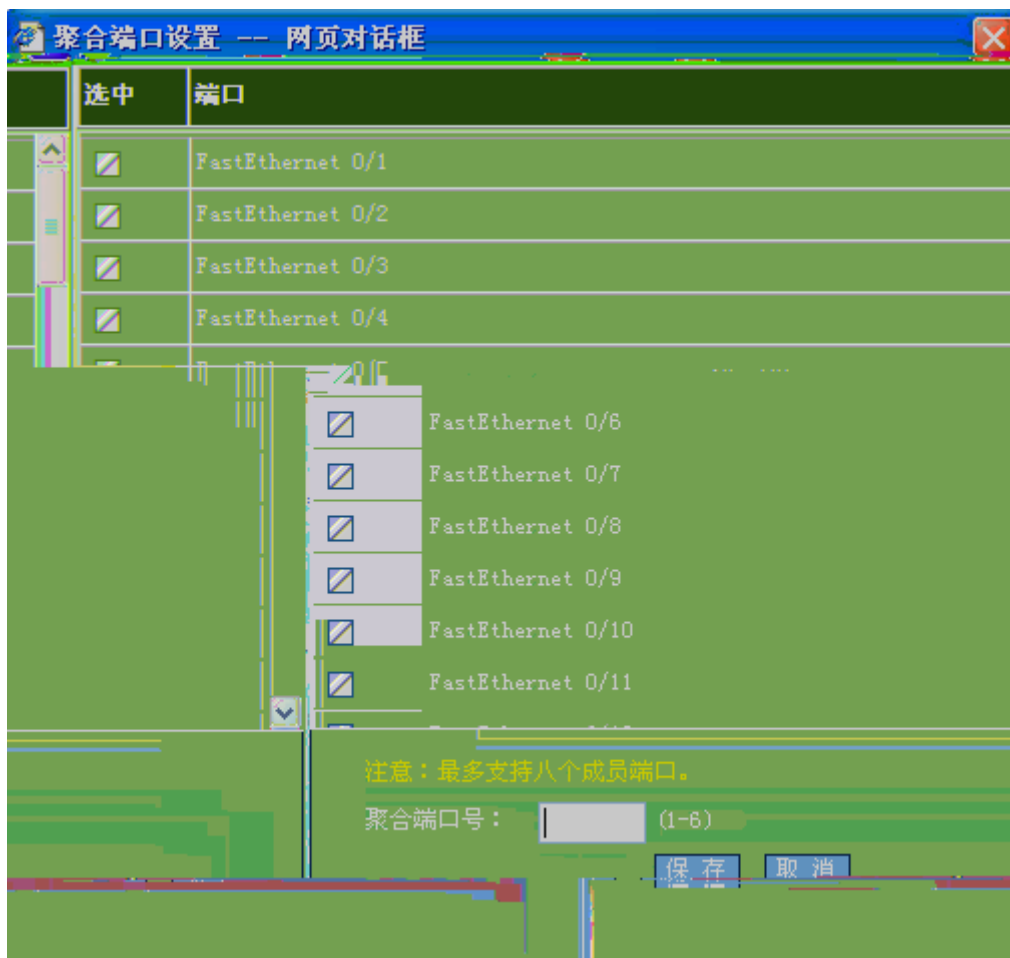 聚合端口设置 -- 网页对话框
选中 端口
FastEthernet 0/1
FastEthernet 0/2
FastEthernet 0/3
FastEthernet 0/4
FastEthernet 0/6
FastEthernet 0/7
FastEthernet 0/8
FastEthernet 0/9
FastEthernet 0/10
FastEthernet 0/11
注意：最多支持八个成员端口。
聚合端口号： (1-6)
保 存 取 消